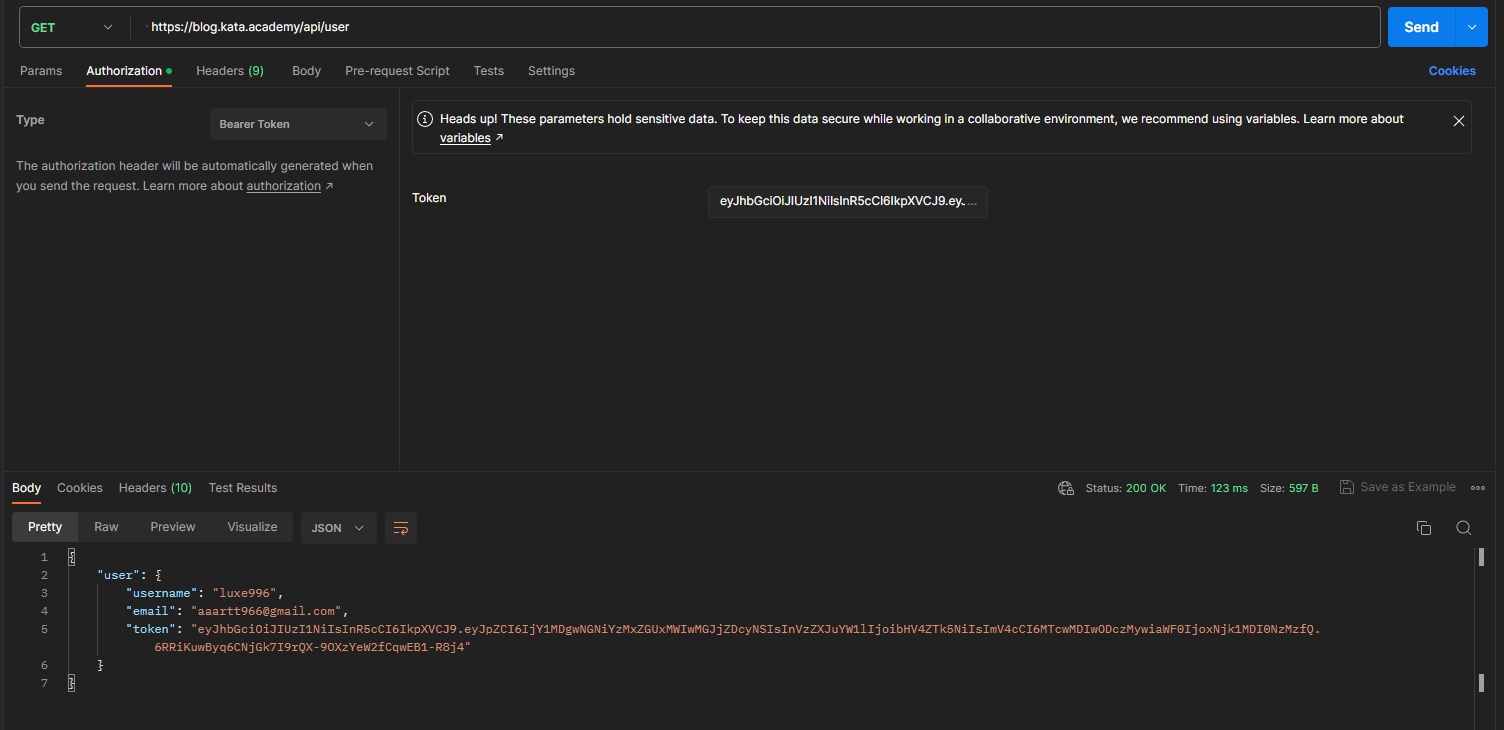 GET https://blog.kata.academy/api/user Send
Params Authorization Headers (9) Body Pre-request Script Tests Settings Cookies
Type Bearer Token
The authorization header will be automatically generated when
you send the request. Learn more about authorization ↗
Heads up! These parameters hold sensitive data. To keep this data secure while working in a collaborative environment, we recommend using variables. Learn more about
variables ↗
Token eyJhbGciOiJIUzI1NiIsInR5cCI6IkpXVCJ9.ey. ...
Body Cookies Headers (10) Test Results Status: 200 OK Time: 123 ms Size: 597 B Save as Example
Pretty Raw Preview Visualize JSON
1 {
2 "user": {
3 "username": "luxe996",
4 "email": "aaartt966@gmail.com",
5 "token": "eyJhbGciOiJIUzI1NiIsInR5cCI6IkpXVCJ9.eyJpZCI6IjY1MDgwNGNiYzMxZGUxMWIwMGJjZDcyNSIsInVzZXJuYW1lIjoibHV4ZTk5NiIsImV4cCI6MTcwMDIwODczMywiaWF0IjoxNjk1MDI0NzMzfQ.
6RRiKuwByq6CNjGk7I9rQX-9OXzYeW2fCqwEB1-R8j4"
6 }
7 }